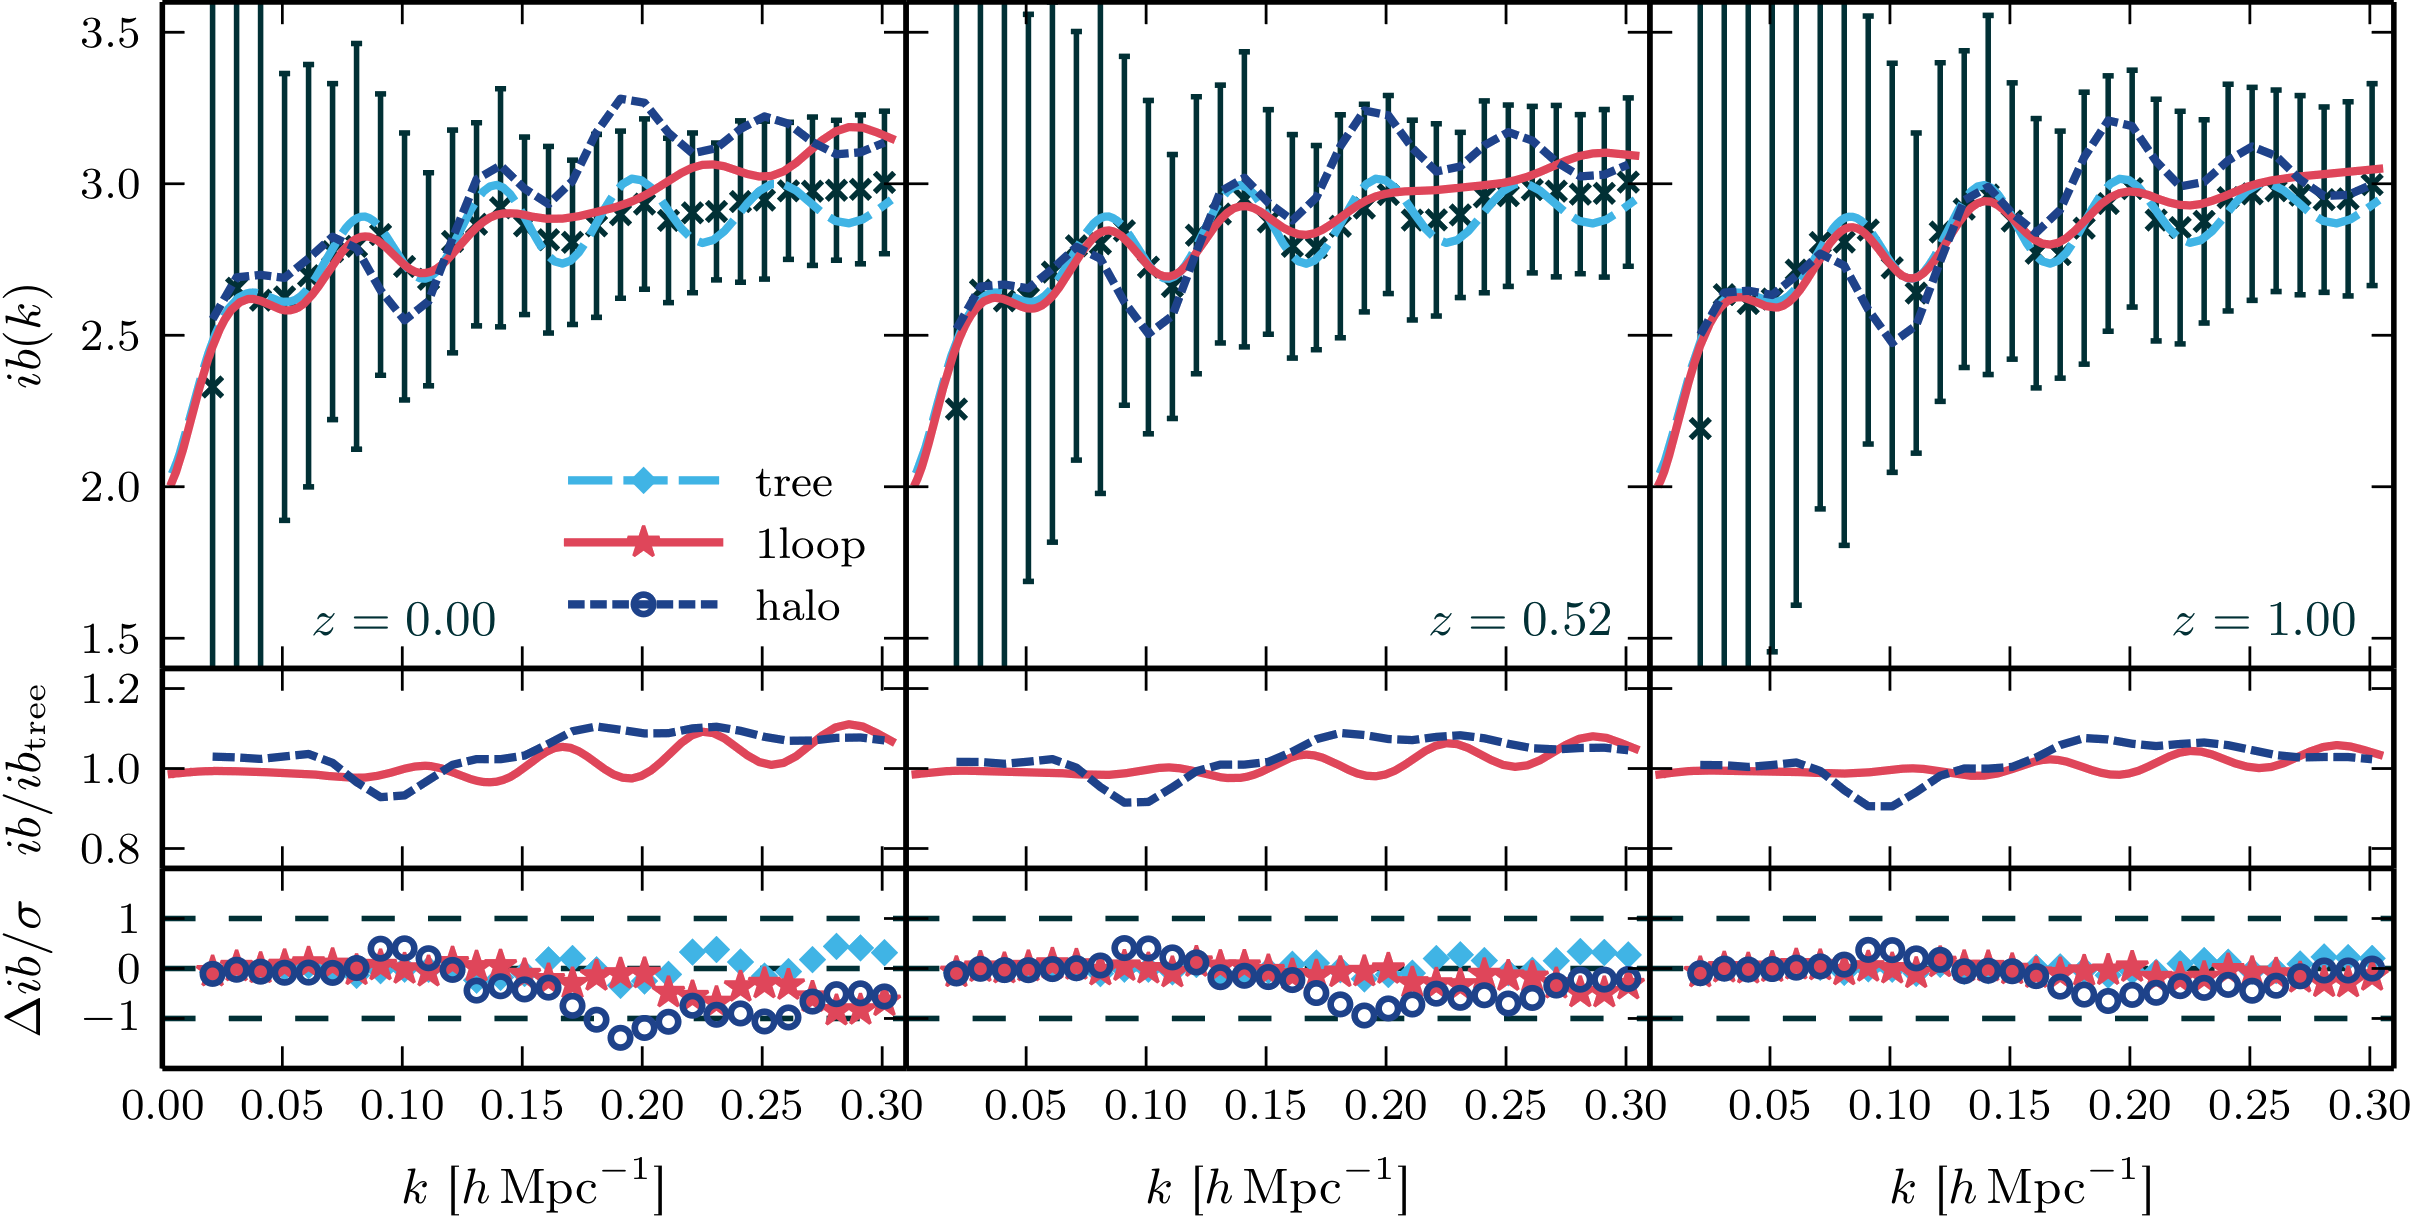 3.5
3.0
2.5
2.0
1.5
ib(k)
tree
1loop
halo
z = 0.00
z = 0.52
z = 1.00
1.2
1.0
0.8
ib/ib_tree
1
0
−1
Δib/σ
0.00 0.05 0.10 0.15 0.20 0.25 0.30 0.05 0.10 0.15 0.20 0.25 0.30 0.05 0.10 0.15 0.20 0.25 0.30
k [h Mpc⁻¹] k [h Mpc⁻¹] k [h Mpc⁻¹]